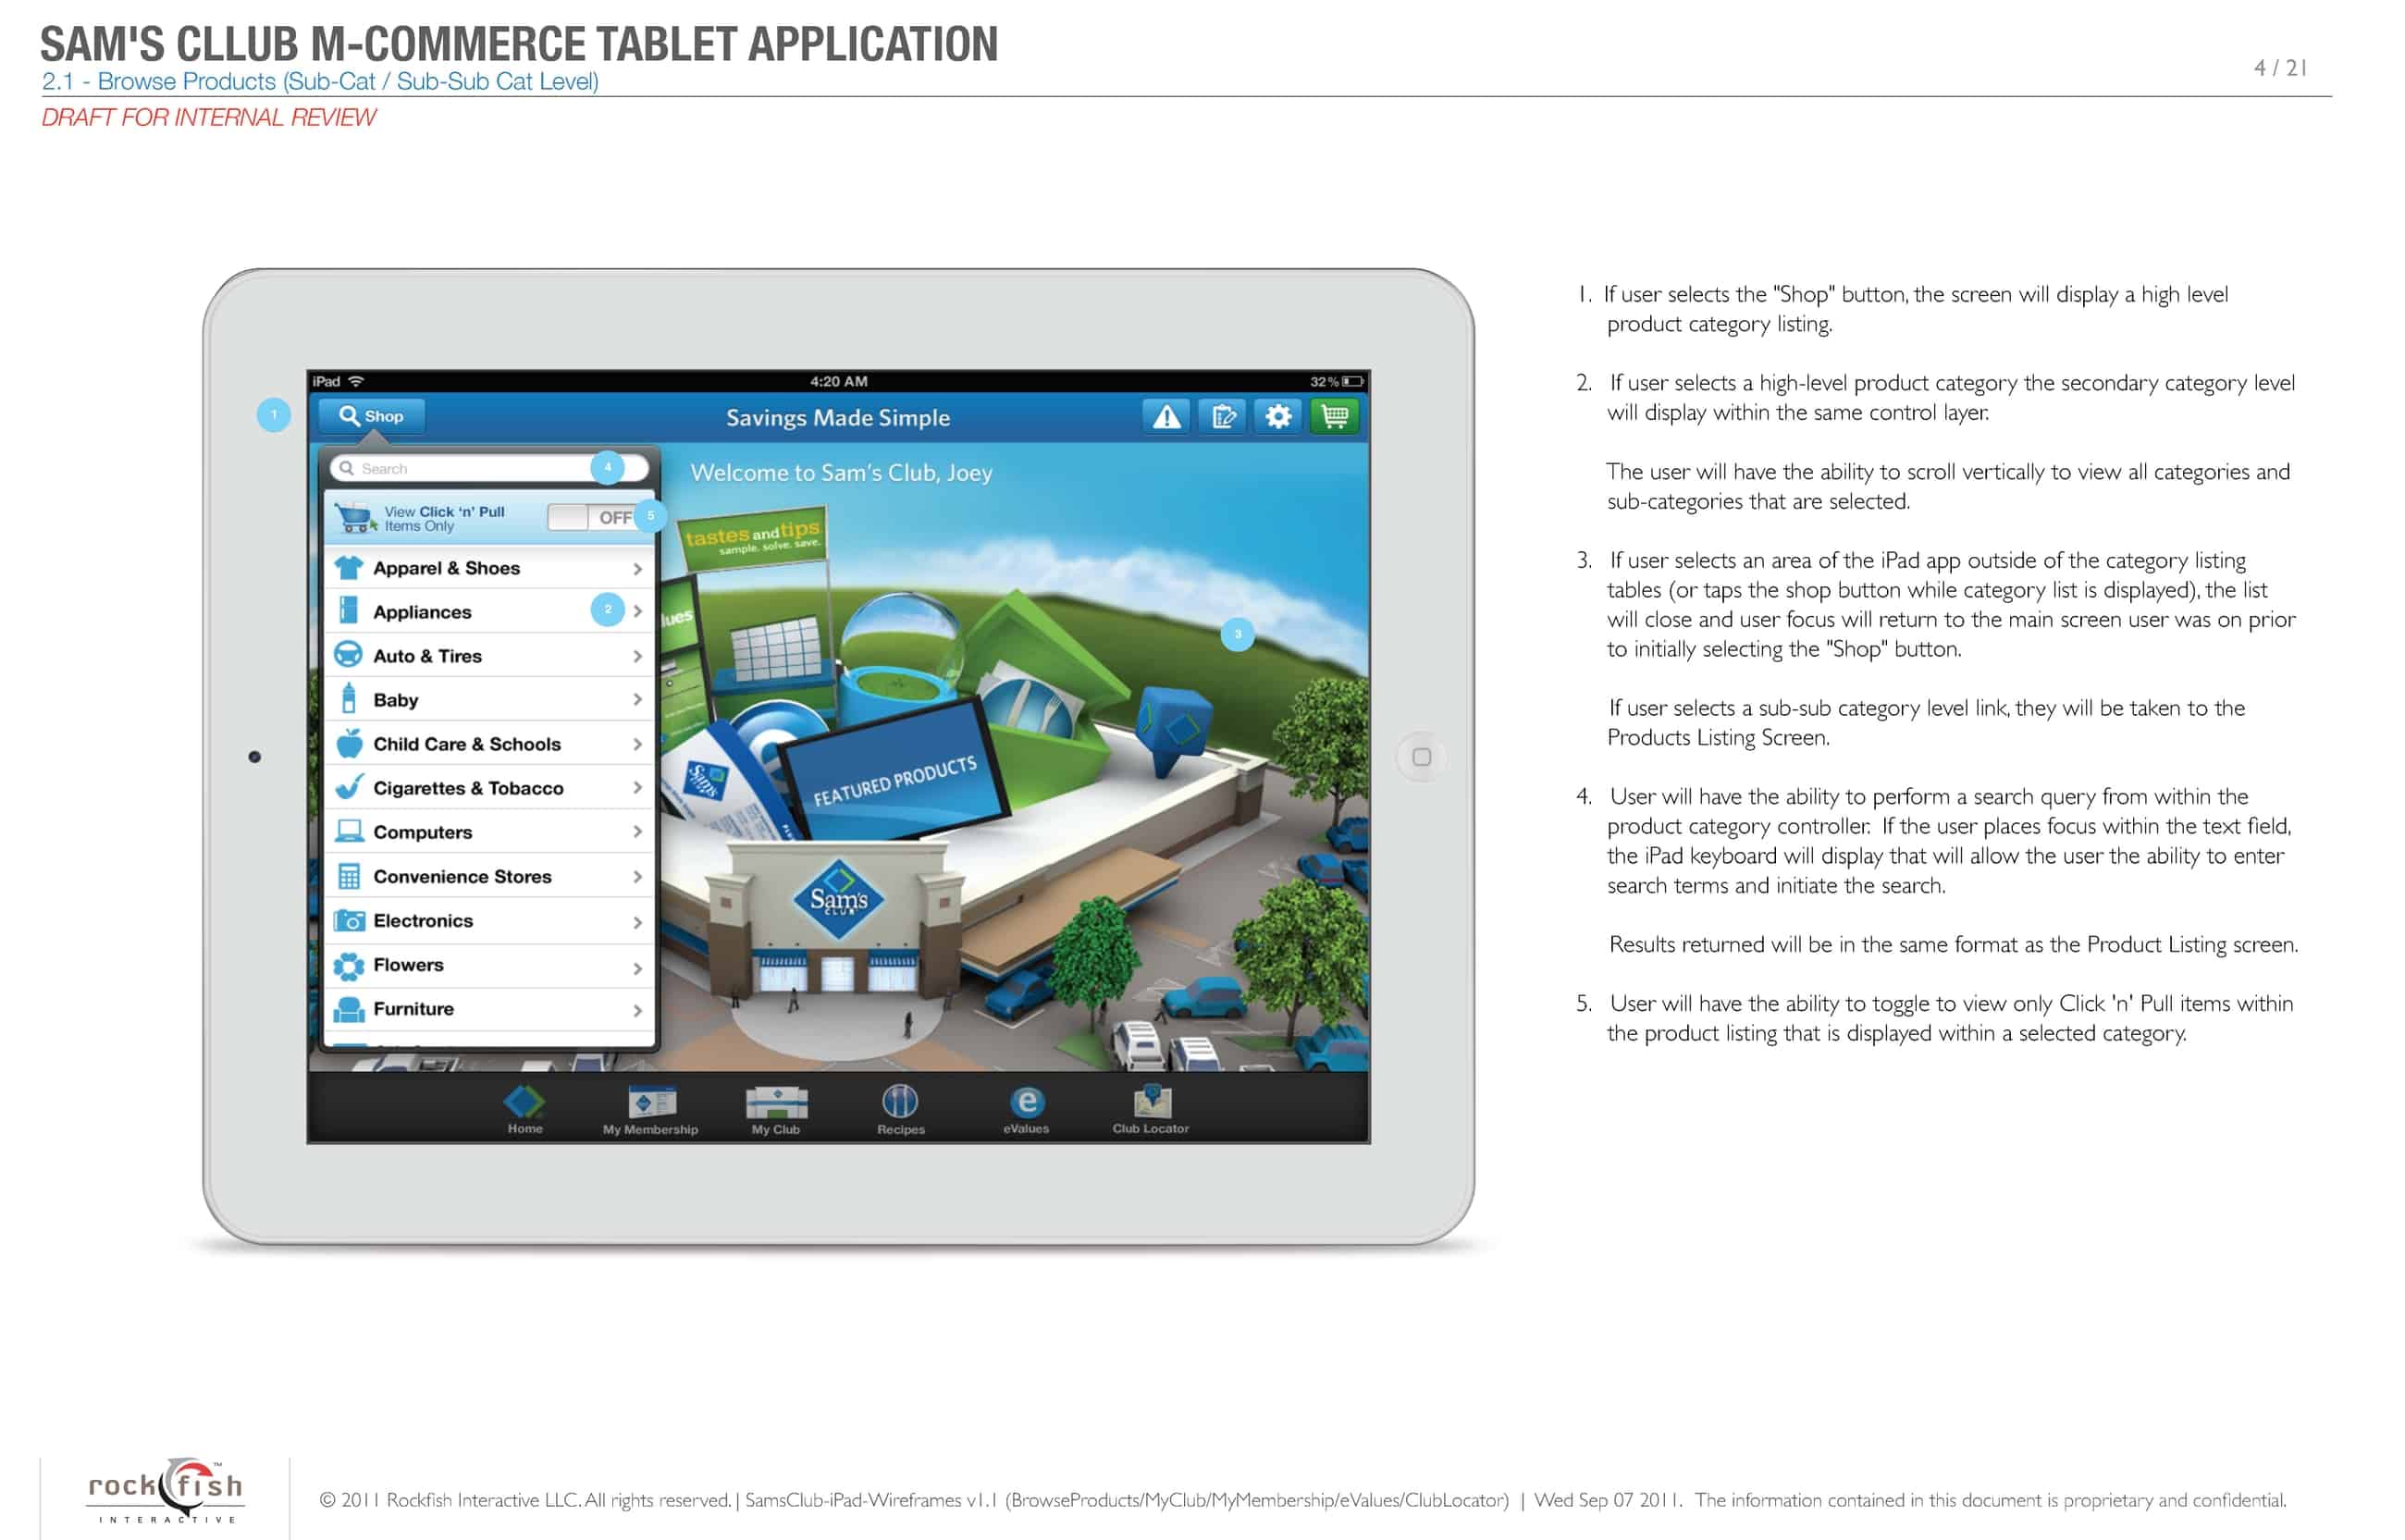 SAM'S CLLUB M-COMMERCE TABLET APPLICATION
2.1 - Browse Products (Sub-Cat / Sub-Sub Cat Level)
4 / 21
DRAFT FOR INTERNAL REVIEW
iPad
4:20 AM
32%
1
Shop
Savings Made Simple
Search
4
View Click 'n' Pull
Items Only
OFF
5
Apparel & Shoes
Appliances
2
Auto & Tires
Baby
Child Care & Schools
Cigarettes & Tobacco
Computers
Convenience Stores
Electronics
Flowers
Furniture
Welcome to Sam's Club, Joey
tastes and tips
sample. solve. save.
lues
3
Sam's
FEATURED PRODUCTS
Sam's
CLUB
Home
My Membership
My Club
Recipes
e
eValues
Club Locator
1. If user selects the "Shop" button, the screen will display a high level
product category listing.
2. If user selects a high-level product category the secondary category level
will display within the same control layer.
The user will have the ability to scroll vertically to view all categories and
sub-categories that are selected.
3. If user selects an area of the iPad app outside of the category listing
tables (or taps the shop button while category list is displayed), the list
will close and user focus will return to the main screen user was on prior
to initially selecting the "Shop" button.
If user selects a sub-sub category level link, they will be taken to the
Products Listing Screen.
4. User will have the ability to perform a search query from within the
product category controller. If the user places focus within the text field,
the iPad keyboard will display that will allow the user the ability to enter
search terms and initiate the search.
Results returned will be in the same format as the Product Listing screen.
5. User will have the ability to toggle to view only Click 'n' Pull items within
the product listing that is displayed within a selected category.
rockfish™
INTERACTIVE
© 2011 Rockfish Interactive LLC. All rights reserved. | SamsClub-iPad-Wireframes v1.1 (BrowseProducts/MyClub/MyMembership/eValues/ClubLocator) | Wed Sep 07 2011. The information contained in this document is proprietary and confidential.